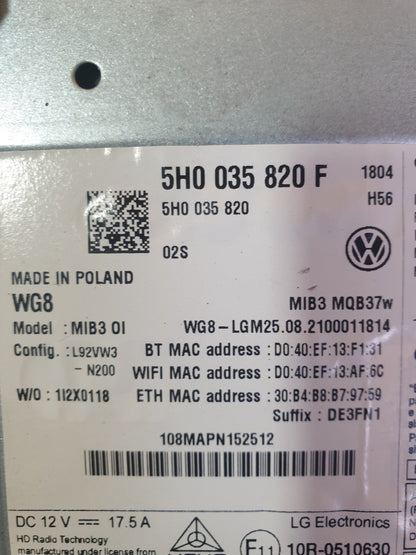 5H0 035 820 F 1804
5H0 035 820 H56
02S
MADE IN POLAND
WG8 MIB3 MQB37w
Model : MIB3 OI WG8-LGM25.08.2100011814
Config. : L92VW3 BT MAC address : D0:40:EF:13:F1:31
- N200 WIFI MAC address : D0:40:EF:13:AF:6C
W/O : 1I2X0118 ETH MAC address : 30:B4:B8:B7:97:59
Suffix : DE3FN1
108MAPN152512
DC 12 V 17.5 A LG Electronics
HD Radio Technology
manufactured under license from E11 10R-0510630